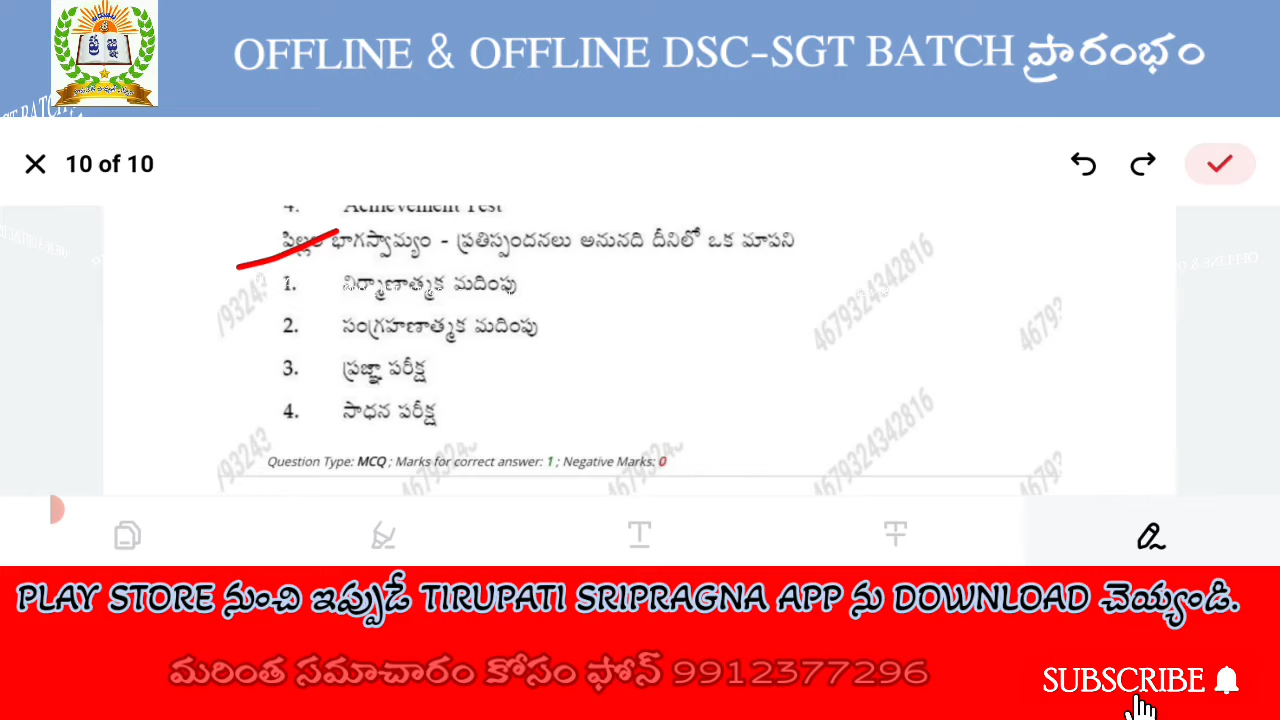 OFFLINE & OFFLINE DSC-SGT BATCH ప్రారంభం
10 of 10
4. Achievement Test
పిల్లల భాగస్వామ్యం - ప్రతిస్పందనలు అనునది దీనిలో ఒక మాపని
1. నిర్మాణాత్మక మదింపు
2. సంగ్రహణాత్మక మదింపు
3. ప్రజ్ఞా పరీక్ష
4. సాధన పరీక్ష
46793242816
Question Type: MCQ ; Marks for correct answer: 1 ; Negative Marks: 0
PLAY STORE నుంచి ఇప్పుడే TIRUPATI SRIPRAGNA APP ను DOWNLOAD చెయ్యండి.
మరింత సమాచారం కోసం ఫోన్ 9912377296
SUBSCRIBE